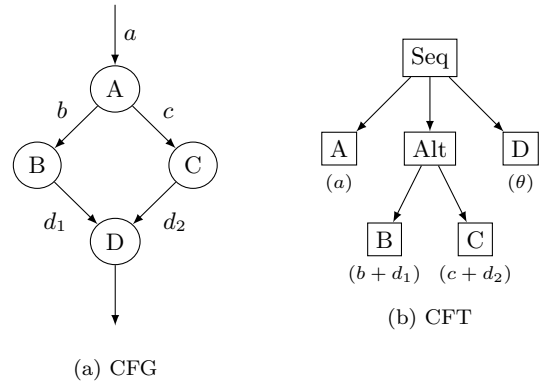 a
A
b
c
B
C
d₁
d₂
D
(a) CFG
Seq
A
Alt
D
(a)
(θ)
B
C
(b + d₁)
(c + d₂)
(b) CFT